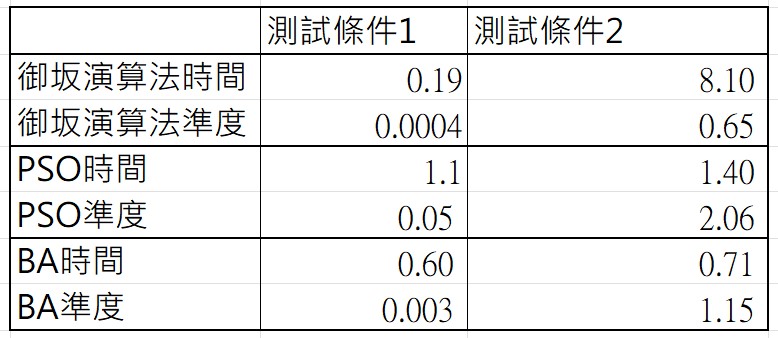 測試條件1 測試條件2
御坂演算法時間 0.19 8.10
御坂演算法準度 0.0004 0.65
PSO時間 1.1 1.40
PSO準度 0.05 2.06
BA時間 0.60 0.71
BA準度 0.003 1.15